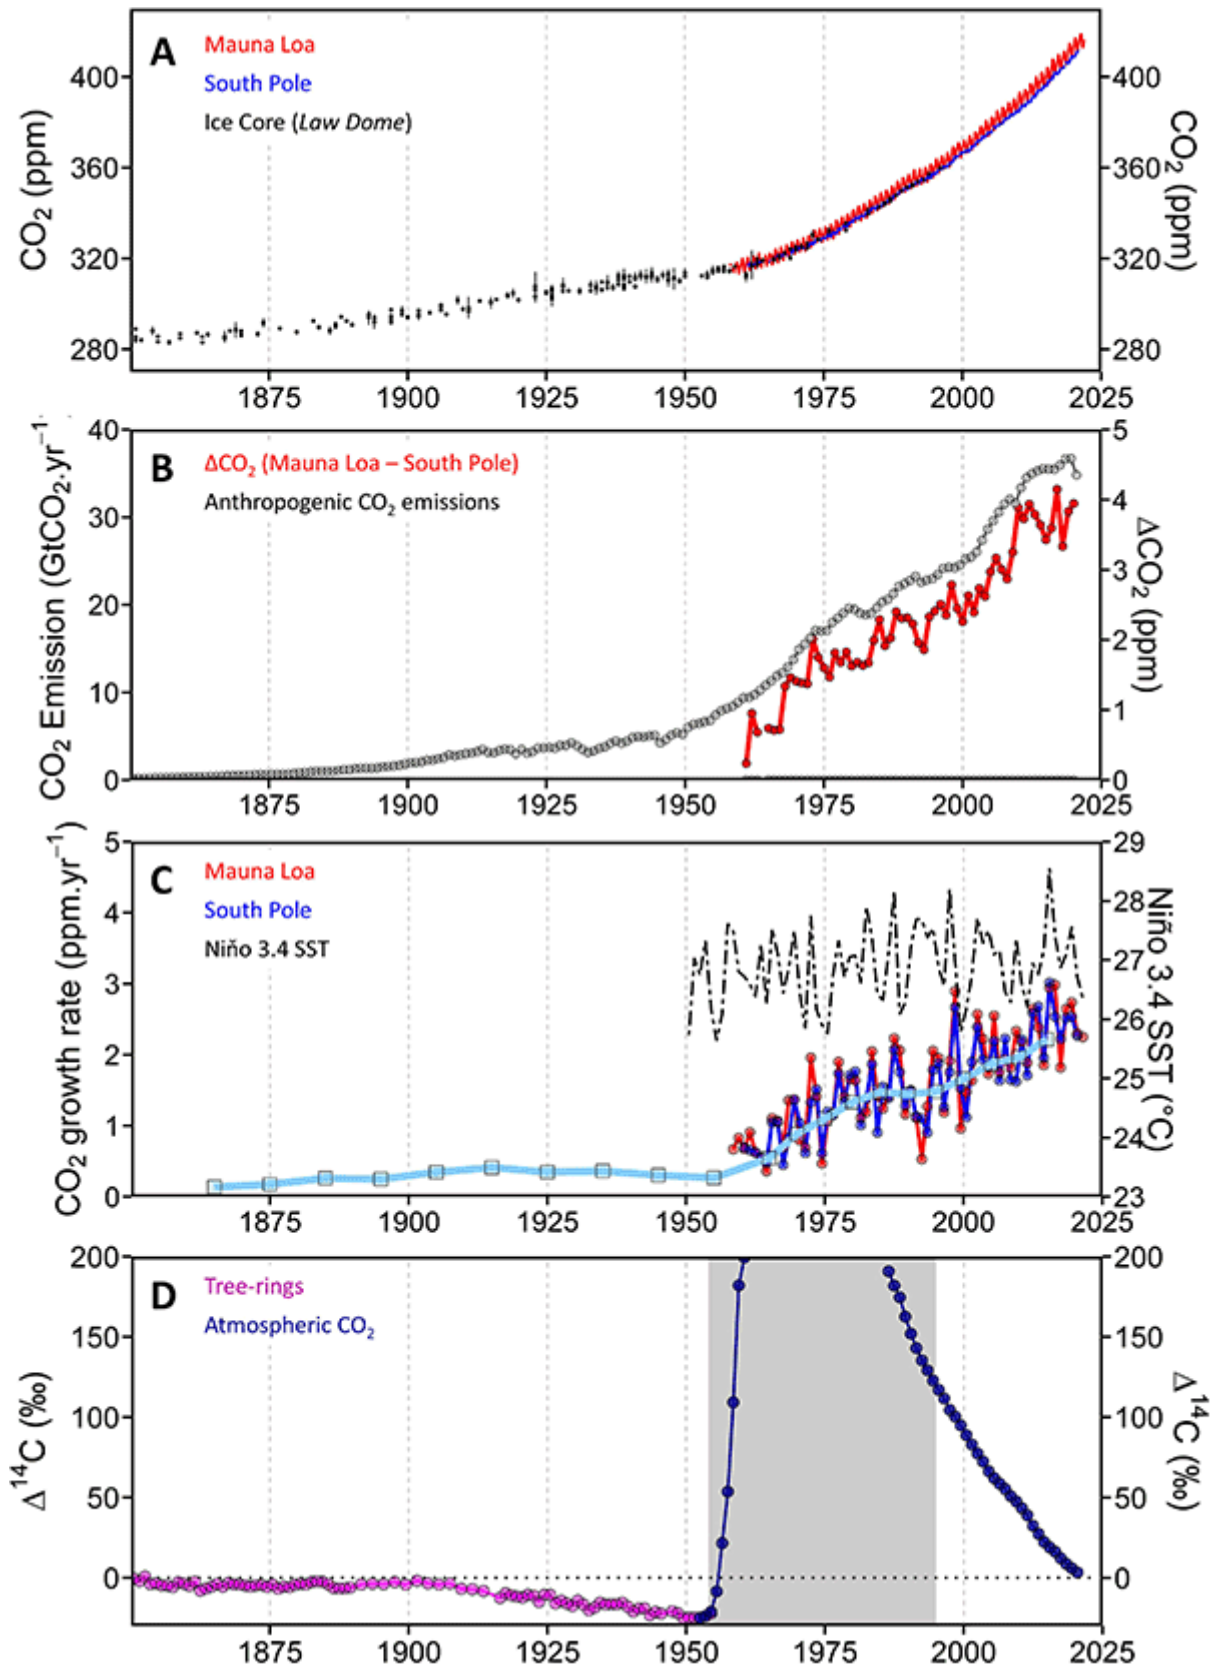 A
Mauna Loa
South Pole
Ice Core (Law Dome)
CO₂ (ppm)
400
360
320
280
400
360
320
280
CO₂ (ppm)
1875 1900 1925 1950 1975 2000 2025
B
ΔCO₂ (Mauna Loa – South Pole)
Anthropogenic CO₂ emissions
CO₂ Emission (GtCO₂.yr⁻¹
40
30
20
10
0
5
4
3
2
1
0
ΔCO₂ (ppm)
1875 1900 1925 1950 1975 2000 2025
C
Mauna Loa
South Pole
Niño 3.4 SST
CO₂ growth rate (ppm.yr⁻¹)
5
4
3
2
1
0
29
28
27
26
25
24
23
Niño 3.4 SST (°C)
1875 1900 1925 1950 1975 2000 2025
D
Tree-rings
Atmospheric CO₂
Δ¹⁴C (‰)
200
150
100
50
0
200
150
100
50
0
Δ¹⁴C (‰)
1875 1900 1925 1950 1975 2000 2025